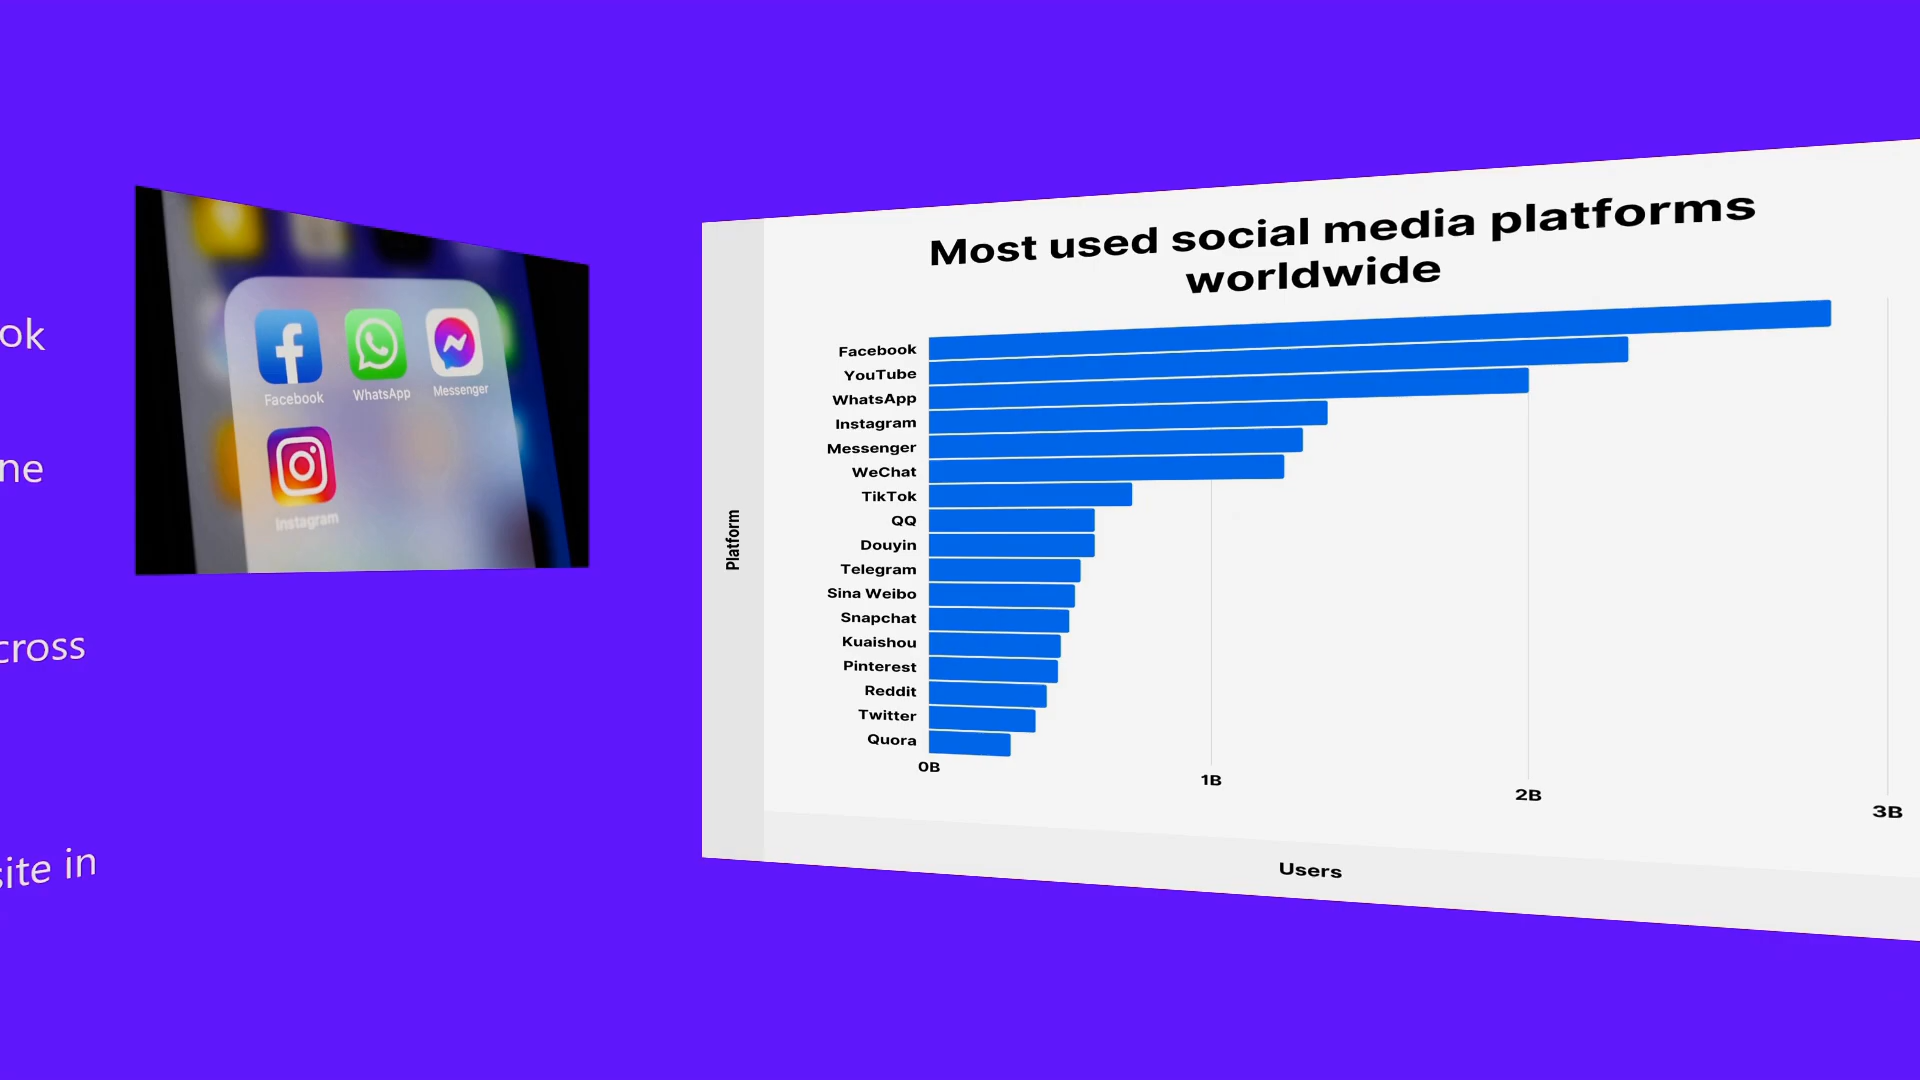 ok
ne
cross
site in
Facebook
WhatsApp
Messenger
Instagram
Most used social media platforms
worldwide
Platform
Facebook
YouTube
WhatsApp
Instagram
Messenger
WeChat
TikTok
QQ
Douyin
Telegram
Sina Weibo
Snapchat
Kuaishou
Pinterest
Reddit
Twitter
Quora
0B
1B
2B
3B
Users